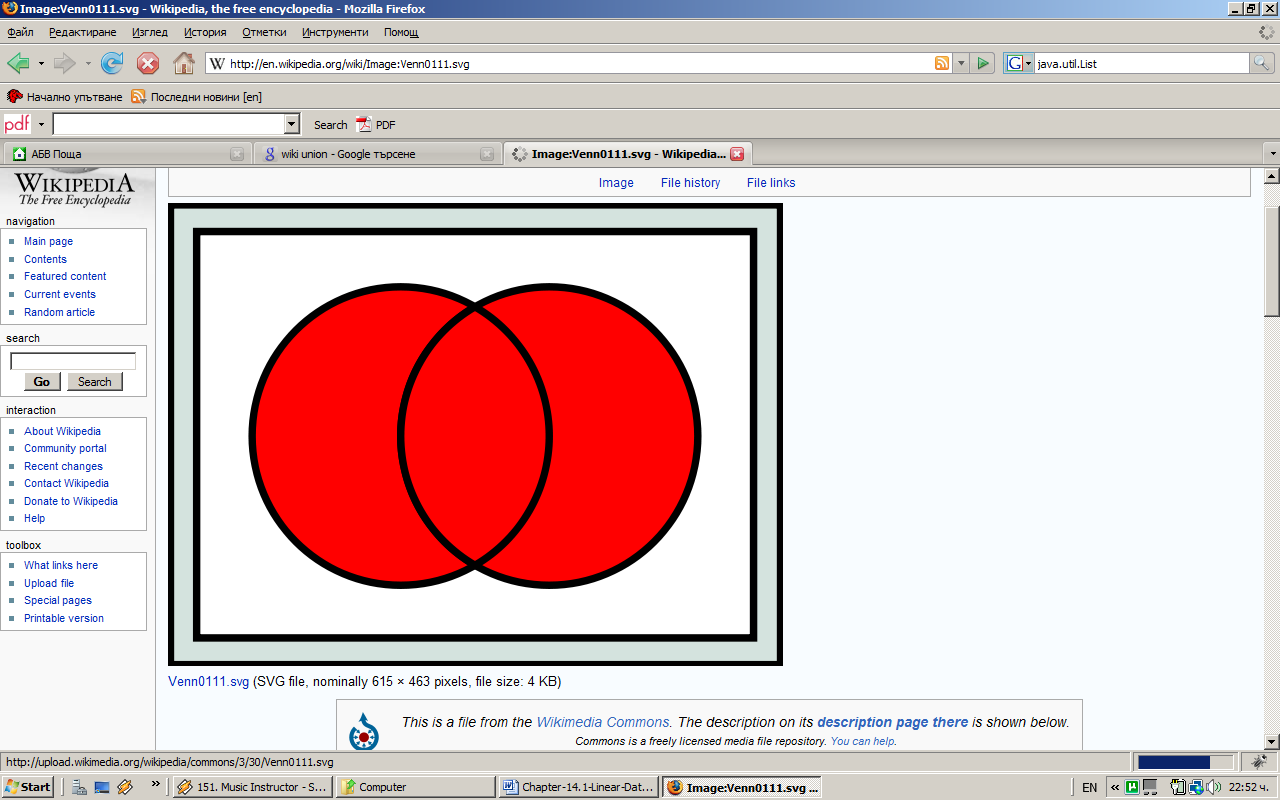 Image:Venn0111.svg - Wikipedia, the free encyclopedia - Mozilla Firefox
Файл Редактиране Изглед История Отметки Инструменти Помощ
W http://en.wikipedia.org/wiki/Image:Venn0111.svg G java.util.List
Начално упътване Последни новини [en]
pdf Search PDF
АБВ Поща wiki union - Google търсене Image:Venn0111.svg - Wikipedia...
WIKIPEDIA
The Free Encyclopedia
Image File history File links
navigation
Main page
Contents
Featured content
Current events
Random article
search
Go Search
interaction
About Wikipedia
Community portal
Recent changes
Contact Wikipedia
Donate to Wikipedia
Help
toolbox
What links here
Upload file
Special pages
Printable version
Venn0111.svg (SVG file, nominally 615 × 463 pixels, file size: 4 KB)
This is a file from the Wikimedia Commons. The description on its description page there is shown below.
Commons is a freely licensed media file repository. You can help.
http://upload.wikimedia.org/wikipedia/commons/3/30/Venn0111.svg
Start » 151. Music Instructor - S... Computer Chapter-14.1-Linear-Dat... Image:Venn0111.svg ... EN « 22:52 ч.